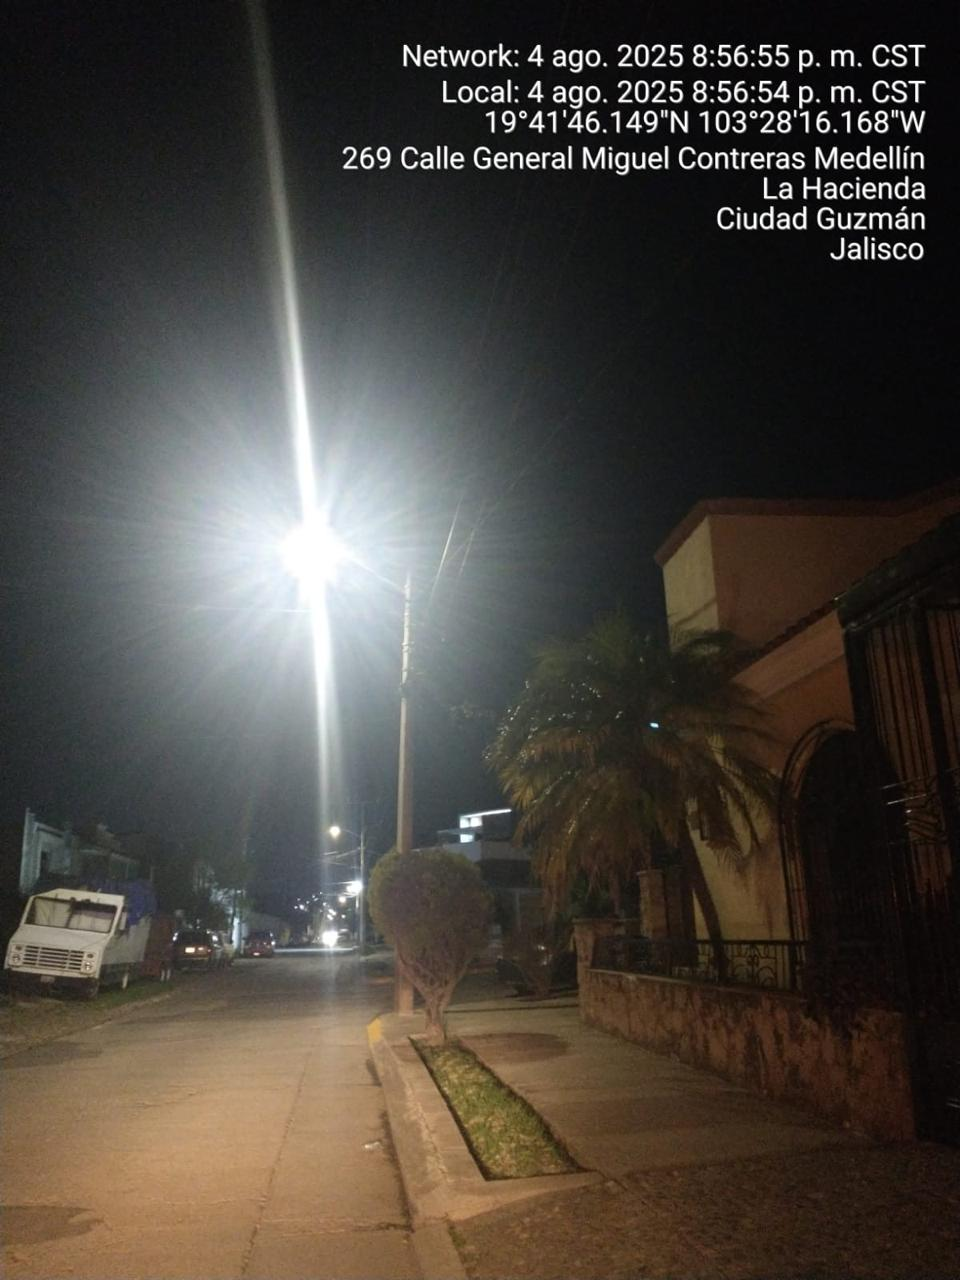 Network: 4 ago. 2025 8:56:55 p. m. CST
Local: 4 ago. 2025 8:56:54 p. m. CST
19°41'46.149"N 103°28'16.168"W
269 Calle General Miguel Contreras Medellín
La Hacienda
Ciudad Guzmán
Jalisco